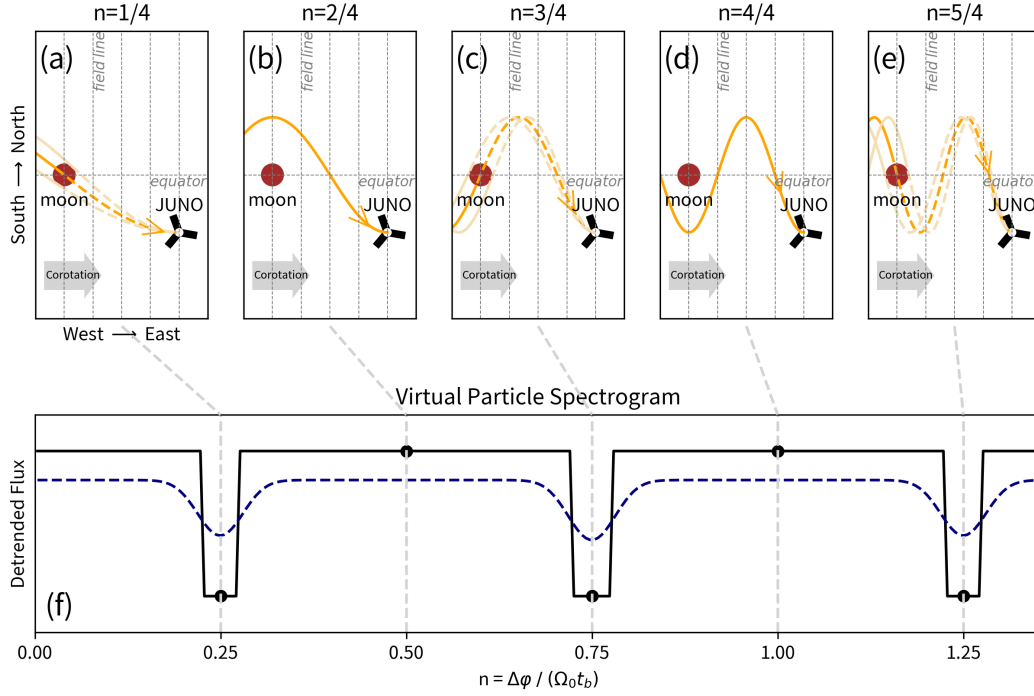 n=1/4
n=2/4
n=3/4
n=4/4
n=5/4
(a)
field line
equator
moon
JUNO
Corotation
(b)
field line
equator
moon
JUNO
Corotation
(c)
field line
equator
moon
JUNO
Corotation
(d)
field line
equator
moon
JUNO
Corotation
(e)
field line
equator
moon
JUNO
Corotation
South ⟶ North
West ⟶ East
Virtual Particle Spectrogram
Detrended Flux
(f)
0.00 0.25 0.50 0.75 1.00 1.25
n = Δφ / (Ω₀t_b)